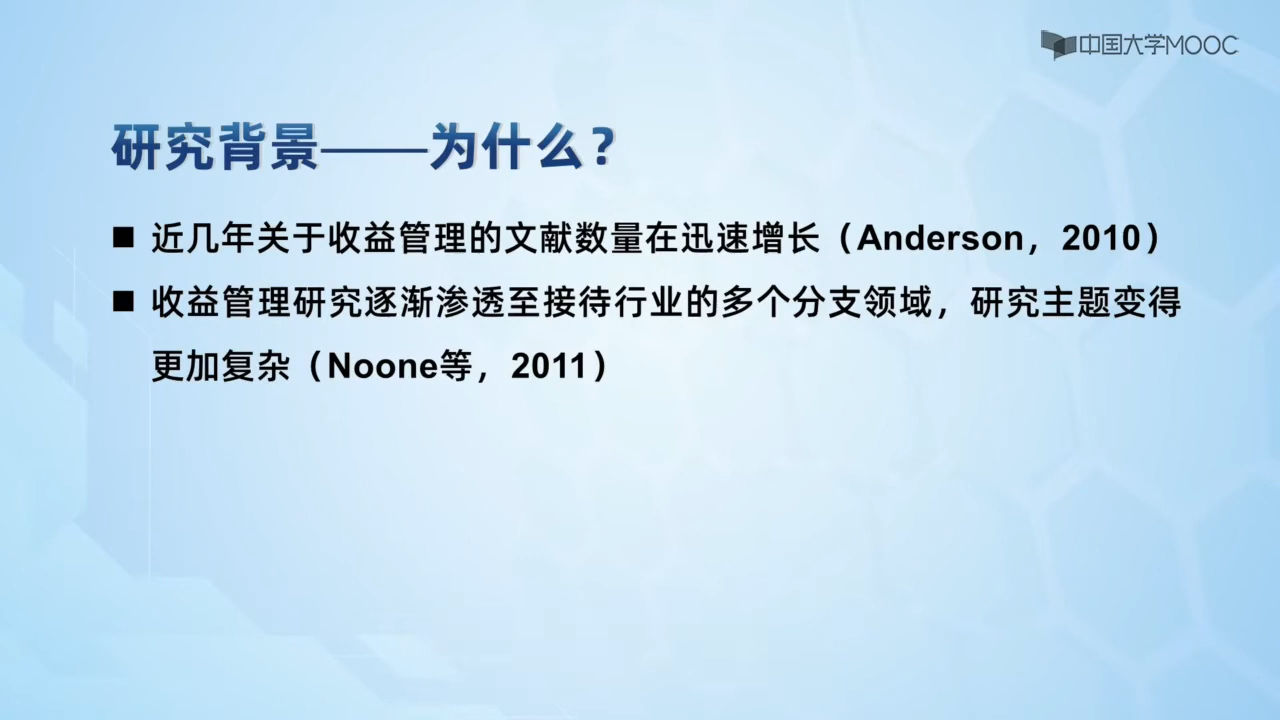 中国大学MOOC
研究背景——为什么？
■ 近几年关于收益管理的文献数量在迅速增长（Anderson，2010）
■ 收益管理研究逐渐渗透至接待行业的多个分支领域，研究主题变得
更加复杂（Noone等，2011）